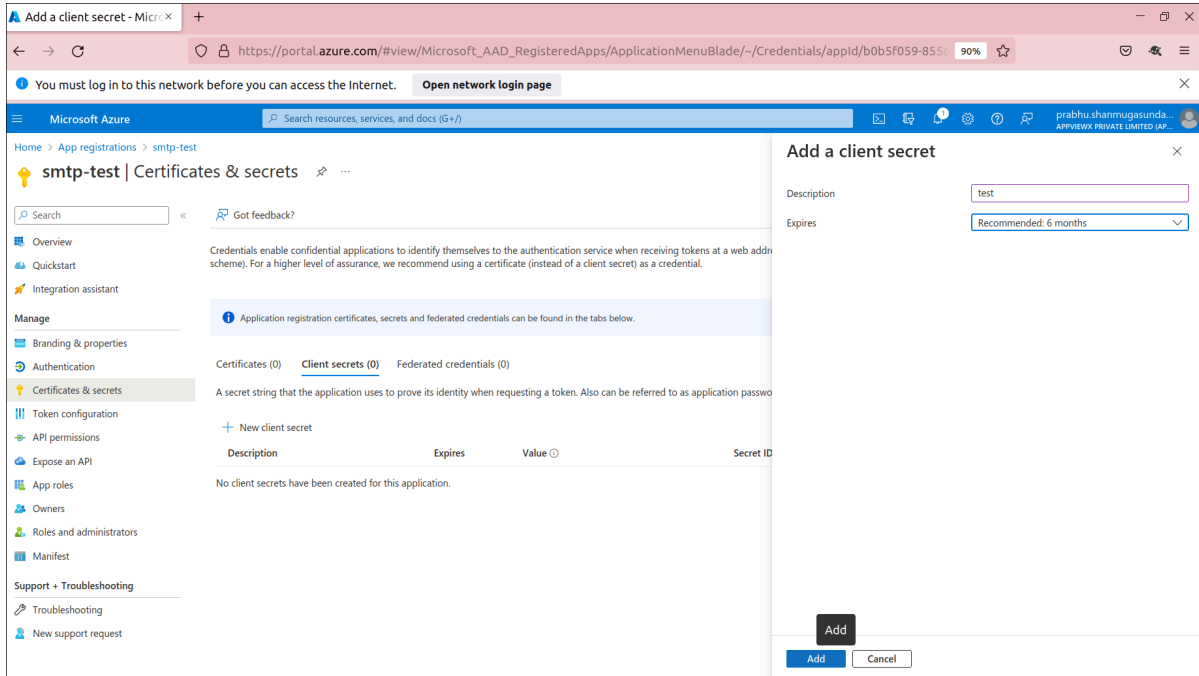 Add a client secret - Micro
https://portal.azure.com/#view/Microsoft_AAD_RegisteredApps/ApplicationMenuBlade/~/Credentials/appId/b0b5f059-8556
90%
You must log in to this network before you can access the Internet.
Open network login page
Microsoft Azure
Search resources, services, and docs (G+/)
1
prabhu.shanmugasunda...
APPVIEWX PRIVATE LIMITED (AP...
Home > App registrations > smtp-test
smtp-test | Certificates & secrets
Search
Overview
Quickstart
Integration assistant
Manage
Branding & properties
Authentication
Certificates & secrets
Token configuration
API permissions
Expose an API
App roles
Owners
Roles and administrators
Manifest
Support + Troubleshooting
Troubleshooting
New support request
Got feedback?
Credentials enable confidential applications to identify themselves to the authentication service when receiving tokens at a web addr
scheme). For a higher level of assurance, we recommend using a certificate (instead of a client secret) as a credential.
Application registration certificates, secrets and federated credentials can be found in the tabs below.
Certificates (0) Client secrets (0) Federated credentials (0)
A secret string that the application uses to prove its identity when requesting a token. Also can be referred to as application passwo
New client secret
Description Expires Value Secret ID
No client secrets have been created for this application.
Add a client secret
Description test
Expires Recommended: 6 months
Add
Add Cancel